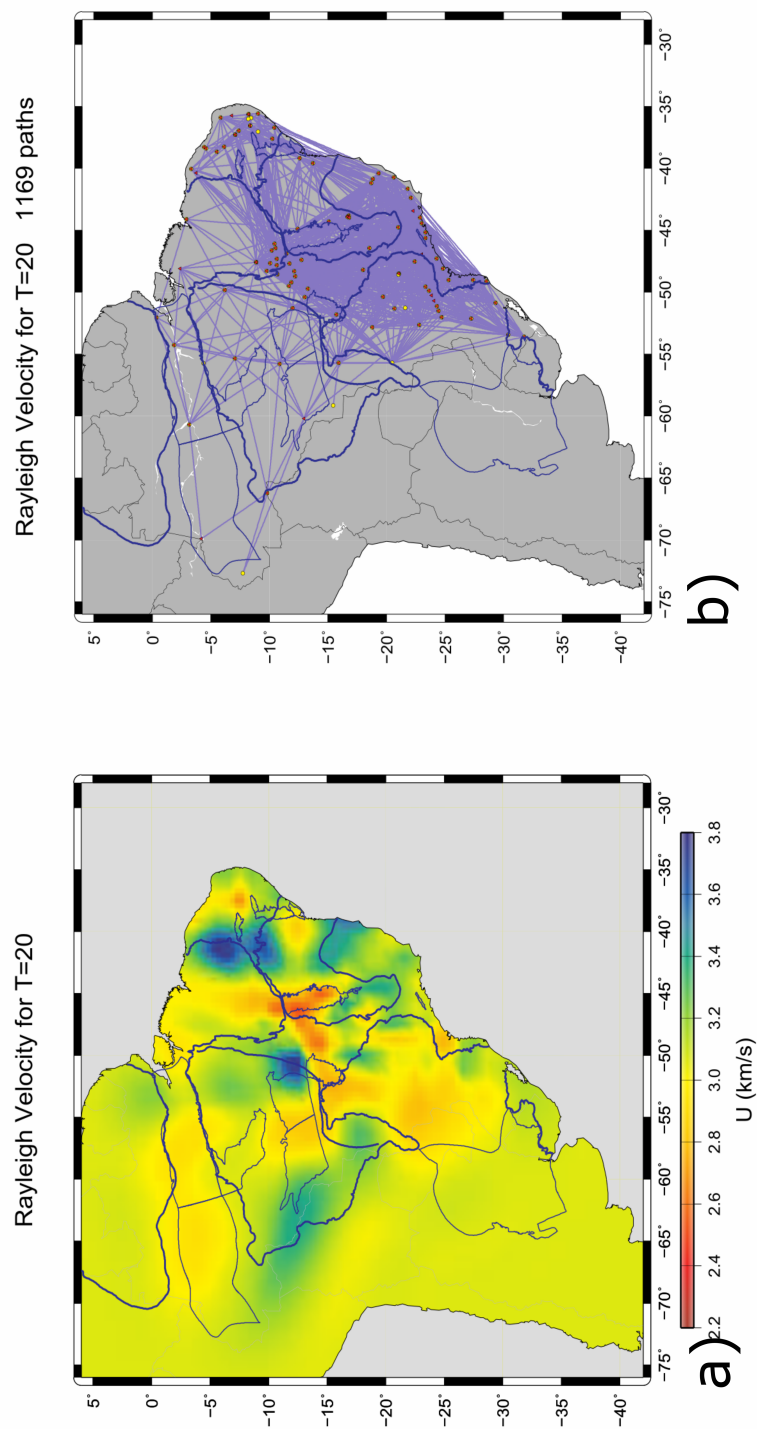 Rayleigh Velocity for T=20
5°
0°
−5°
−10°
−15°
−20°
−25°
−30°
−35°
−40°
−75° −70° −65° −60° −55° −50° −45° −40° −35° −30°
2.2 2.4 2.6 2.8 3.0 3.2 3.4 3.6 3.8
U (km/s)
a)
Rayleigh Velocity for T=20 1169 paths
5°
0°
−5°
−10°
−15°
−20°
−25°
−30°
−35°
−40°
−75° −70° −65° −60° −55° −50° −45° −40° −35° −30°
b)